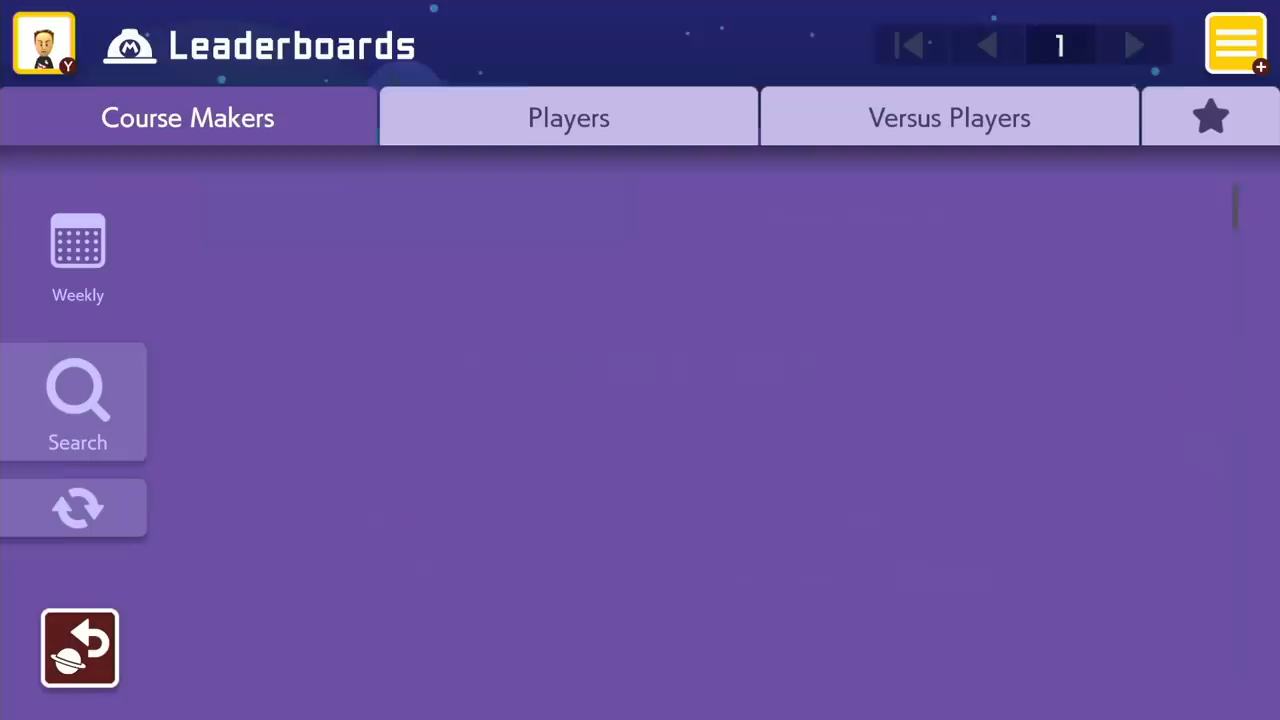 Y
M
Leaderboards
1
+
Course Makers
Players
Versus Players
Weekly
Search